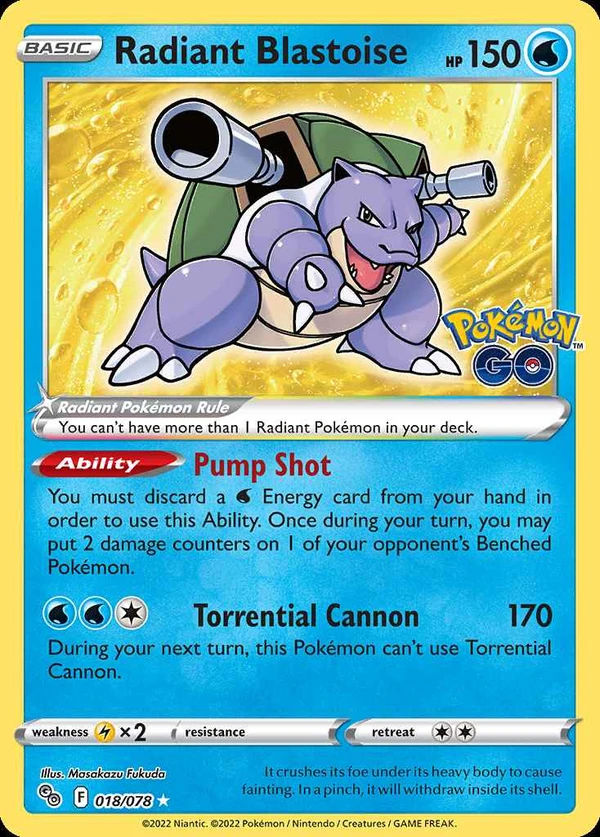 BASIC Radiant Blastoise HP 150
Pokémon
GO
TM
Radiant Pokémon Rule
You can't have more than 1 Radiant Pokémon in your deck.
Ability Pump Shot
You must discard a Energy card from your hand in
order to use this Ability. Once during your turn, you may
put 2 damage counters on 1 of your opponent's Benched
Pokémon.
Torrential Cannon 170
During your next turn, this Pokémon can't use Torrential
Cannon.
weakness ×2 resistance retreat
Illus. Masakazu Fukuda
It crushes its foe under its heavy body to cause
fainting. In a pinch, it will withdraw inside its shell.
F 018/078 ★
©2022 Niantic. ©2022 Pokémon / Nintendo / Creatures / GAME FREAK.